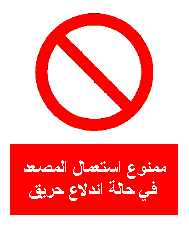 ممنوع استعمال المصعد
في حالة اندلاع حريق